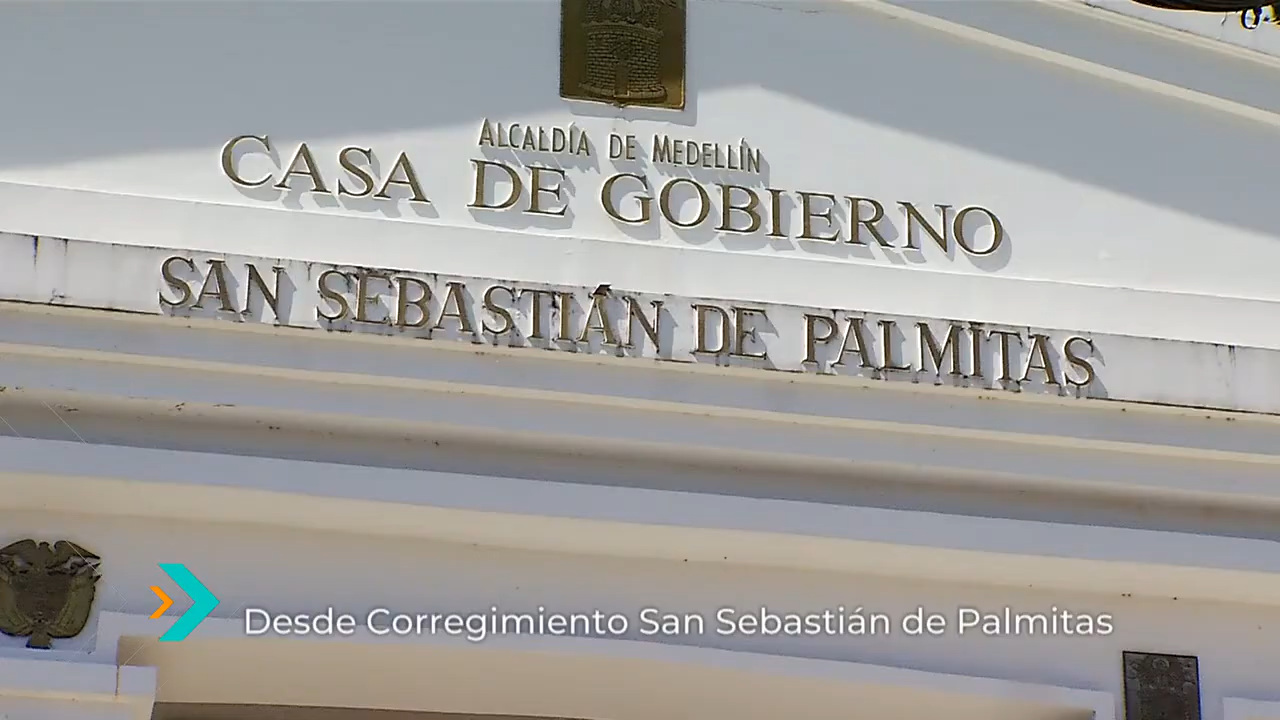 ALCALDÍA DE MEDELLÍN
CASA DE GOBIERNO
SAN SEBASTIÁN DE PALMITAS
Desde Corregimiento San Sebastián de Palmitas